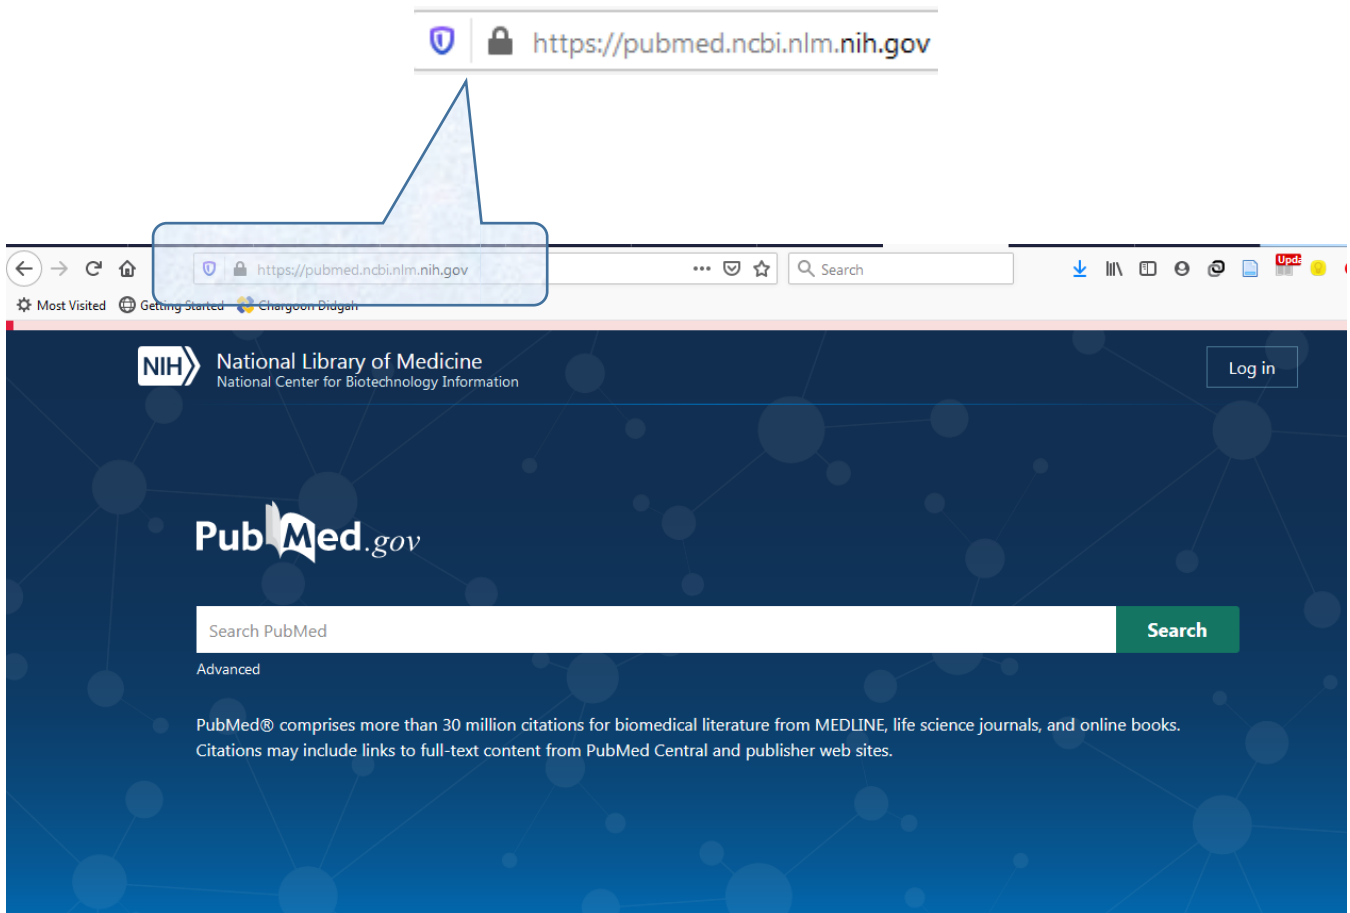 https://pubmed.ncbi.nlm.nih.gov
https://pubmed.ncbi.nlm.nih.gov
Search
Most Visited Getting Started Chargoon Didgah
NIH
National Library of Medicine
National Center for Biotechnology Information
Log in
PubMed.gov
Search PubMed
Search
Advanced
PubMed® comprises more than 30 million citations for biomedical literature from MEDLINE, life science journals, and online books.
Citations may include links to full-text content from PubMed Central and publisher web sites.